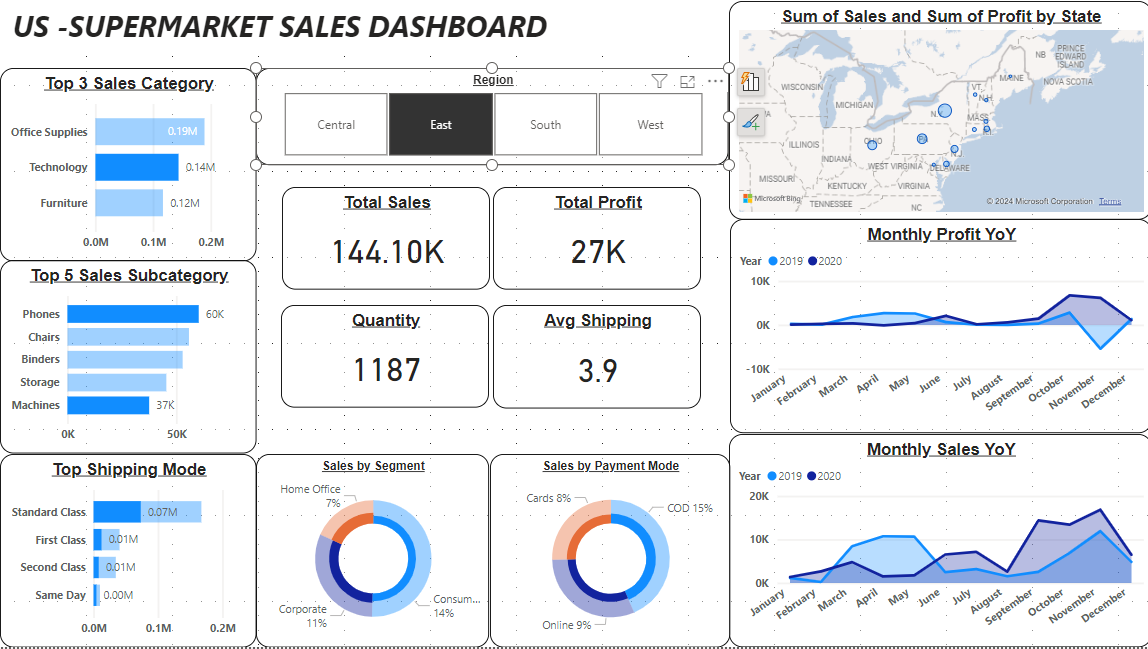 US -SUPERMARKET SALES DASHBOARD
Top 3 Sales Category
Office Supplies
0.19M
Technology
0.14M
Furniture
0.12M
0.0M
0.1M
0.2M
Region
Central
East
South
West
Total Sales
144.10K
Total Profit
27K
Quantity
1187
Avg Shipping
3.9
Top 5 Sales Subcategory
Phones
60K
Chairs
Binders
Storage
Machines
37K
0K
50K
Top Shipping Mode
Standard Class
0.07M
First Class
0.01M
Second Class
0.01M
Same Day
0.00M
0.0M
0.1M
0.2M
Sales by Segment
Home Office
7%
Corporate
11%
Consum...
14%
Sales by Payment Mode
Cards 8%
COD 15%
Online 9%
Sum of Sales and Sum of Profit by State
WISCONSIN
MICHIGAN
ILLINOIS
INDIANA
OHIO
WEST VIRGINIA
MISSOURI
KENTUCKY
VIRGINIA
TENNESSEE
NC
PA
NJ
DELAWARE
MASS
VT
MAINE
NB
PRINCE
EDWARD
ISLAND
NOVA SCOTIA
Microsoft Bing
© 2024 Microsoft Corporation
Terms
Monthly Profit YoY
Year 2019 2020
10K
0K
-10K
January
February
March
April
May
June
July
August
September
October
November
December
Monthly Sales YoY
Year 2019 2020
20K
10K
0K
January
February
March
April
May
June
July
August
September
October
November
December